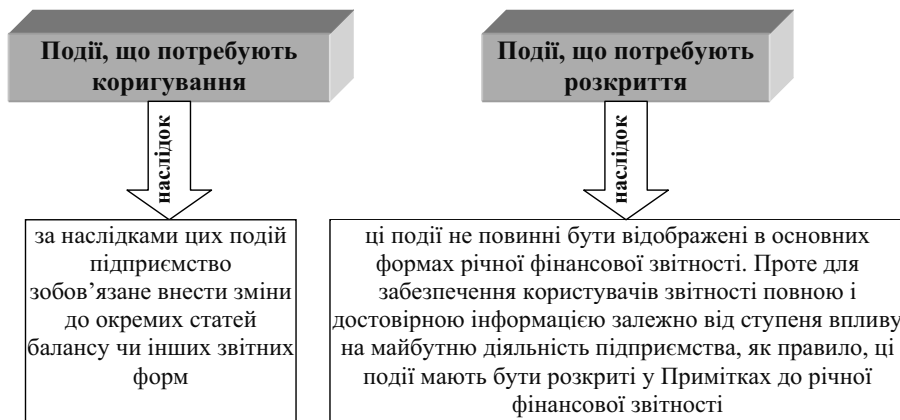 Події, що потребують
коригування
наслідок
за наслідками цих подій
підприємство
зобов’язане внести зміни
до окремих статей
балансу чи інших звітних
форм
Події, що потребують
розкриття
наслідок
ці події не повинні бути відображені в основних
формах річної фінансової звітності. Проте для
забезпечення користувачів звітності повною і
достовірною інформацією залежно від ступеня впливу
на майбутню діяльність підприємства, як правило, ці
події мають бути розкриті у Примітках до річної
фінансової звітності